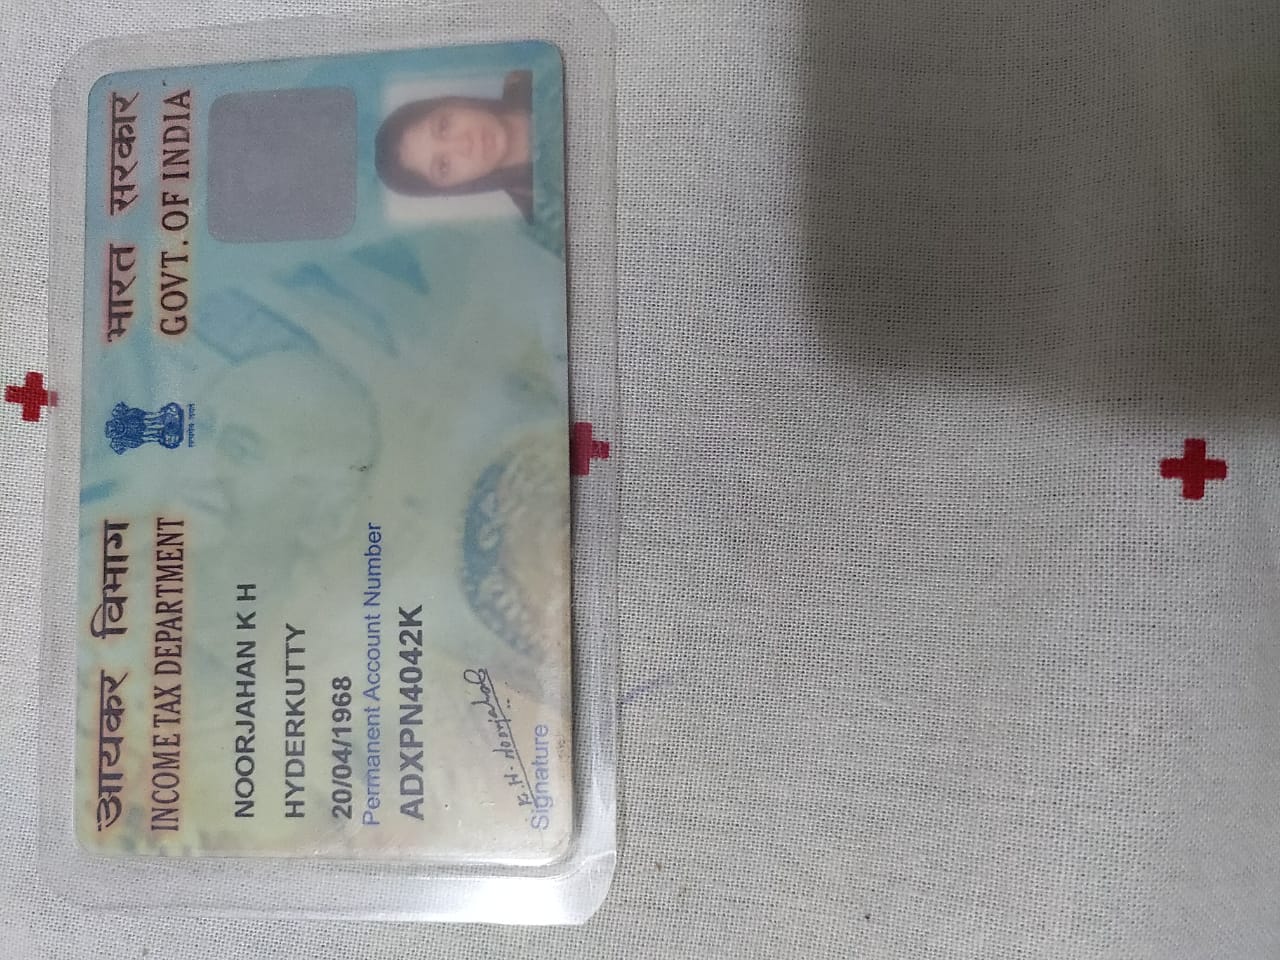 आयकर विभाग
भारत सरकार
INCOME TAX DEPARTMENT
GOVT. OF INDIA
सत्यमेव जयते
NOORJAHAN K H
HYDERKUTTY
20/04/1968
Permanent Account Number
ADXPN4042K
K.H. Noorjahan
Signature